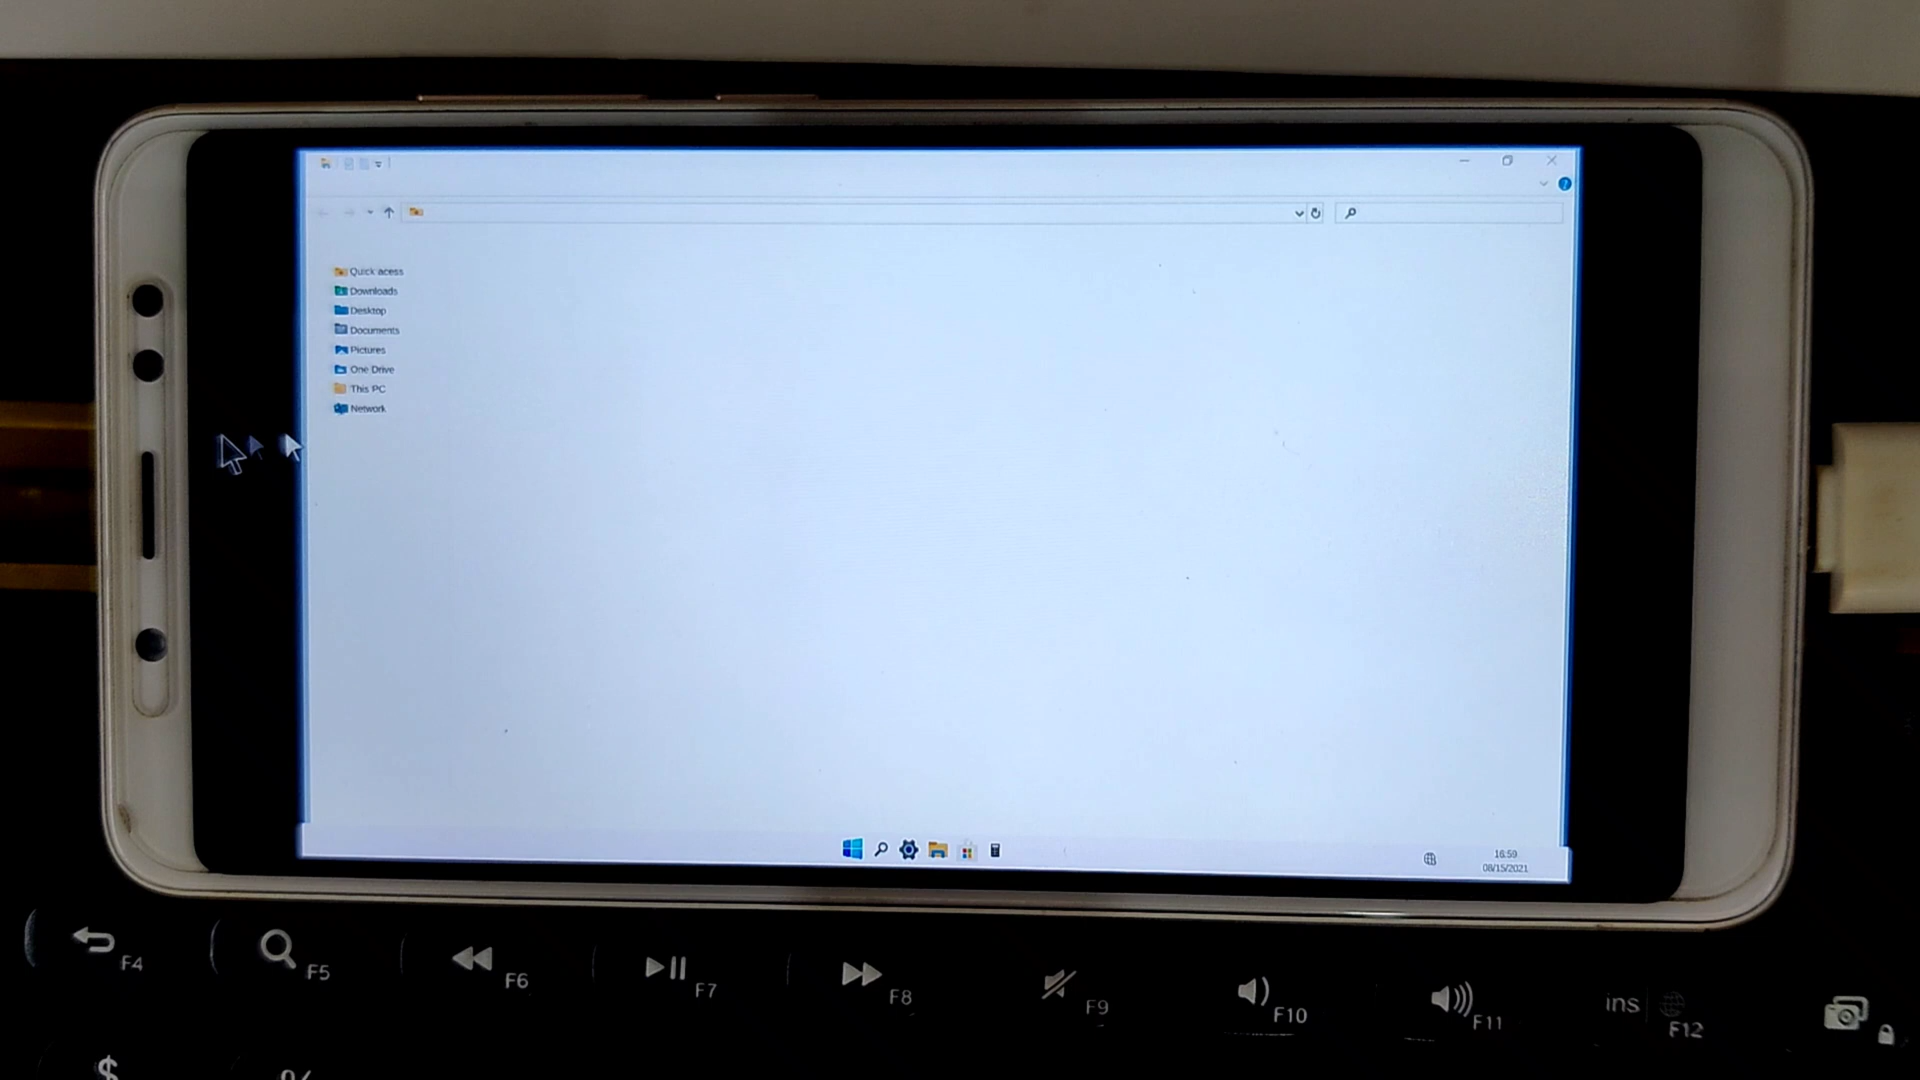 Quick acess
Downloads
Desktop
Documents
Pictures
One Drive
This PC
Network
16:59
08/15/2021
F4
F5
F6
F7
F8
F9
F10
F11
ins
F12
$